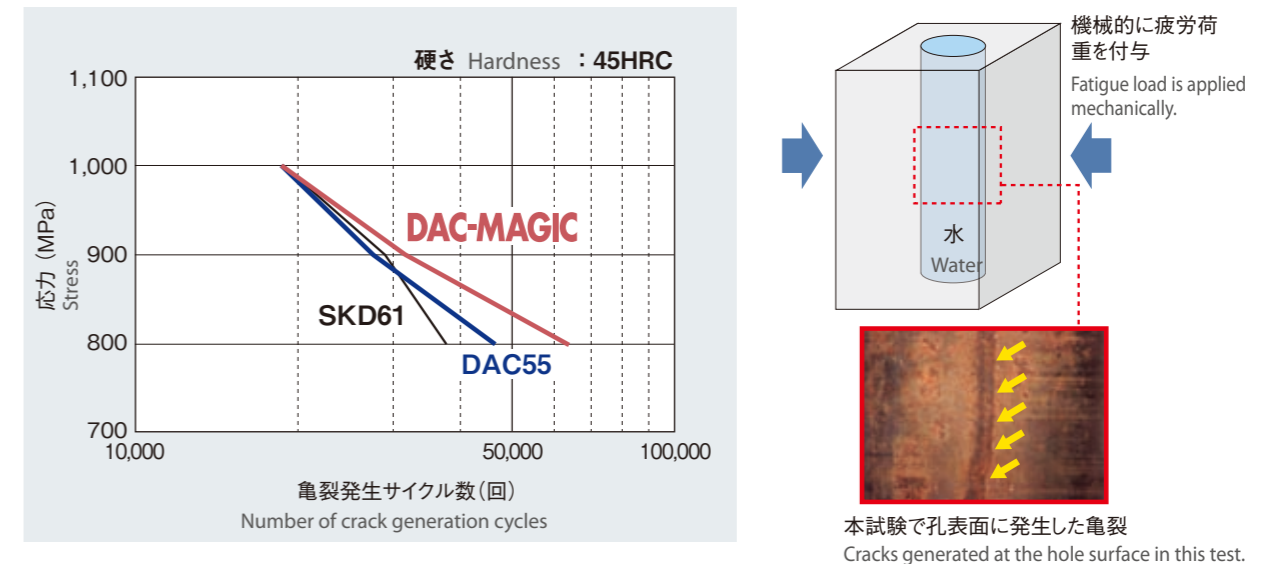 硬さ Hardness ：45HRC
1,100
1,000
900
800
700
応力（MPa）
Stress
DAC-MAGIC
SKD61
DAC55
10,000
50,000
100,000
亀裂発生サイクル数（回）
Number of crack generation cycles
機械的に疲労荷
重を付与
Fatigue load is applied
mechanically.
水
Water
本試験で孔表面に発生した亀裂
Cracks generated at the hole surface in this test.